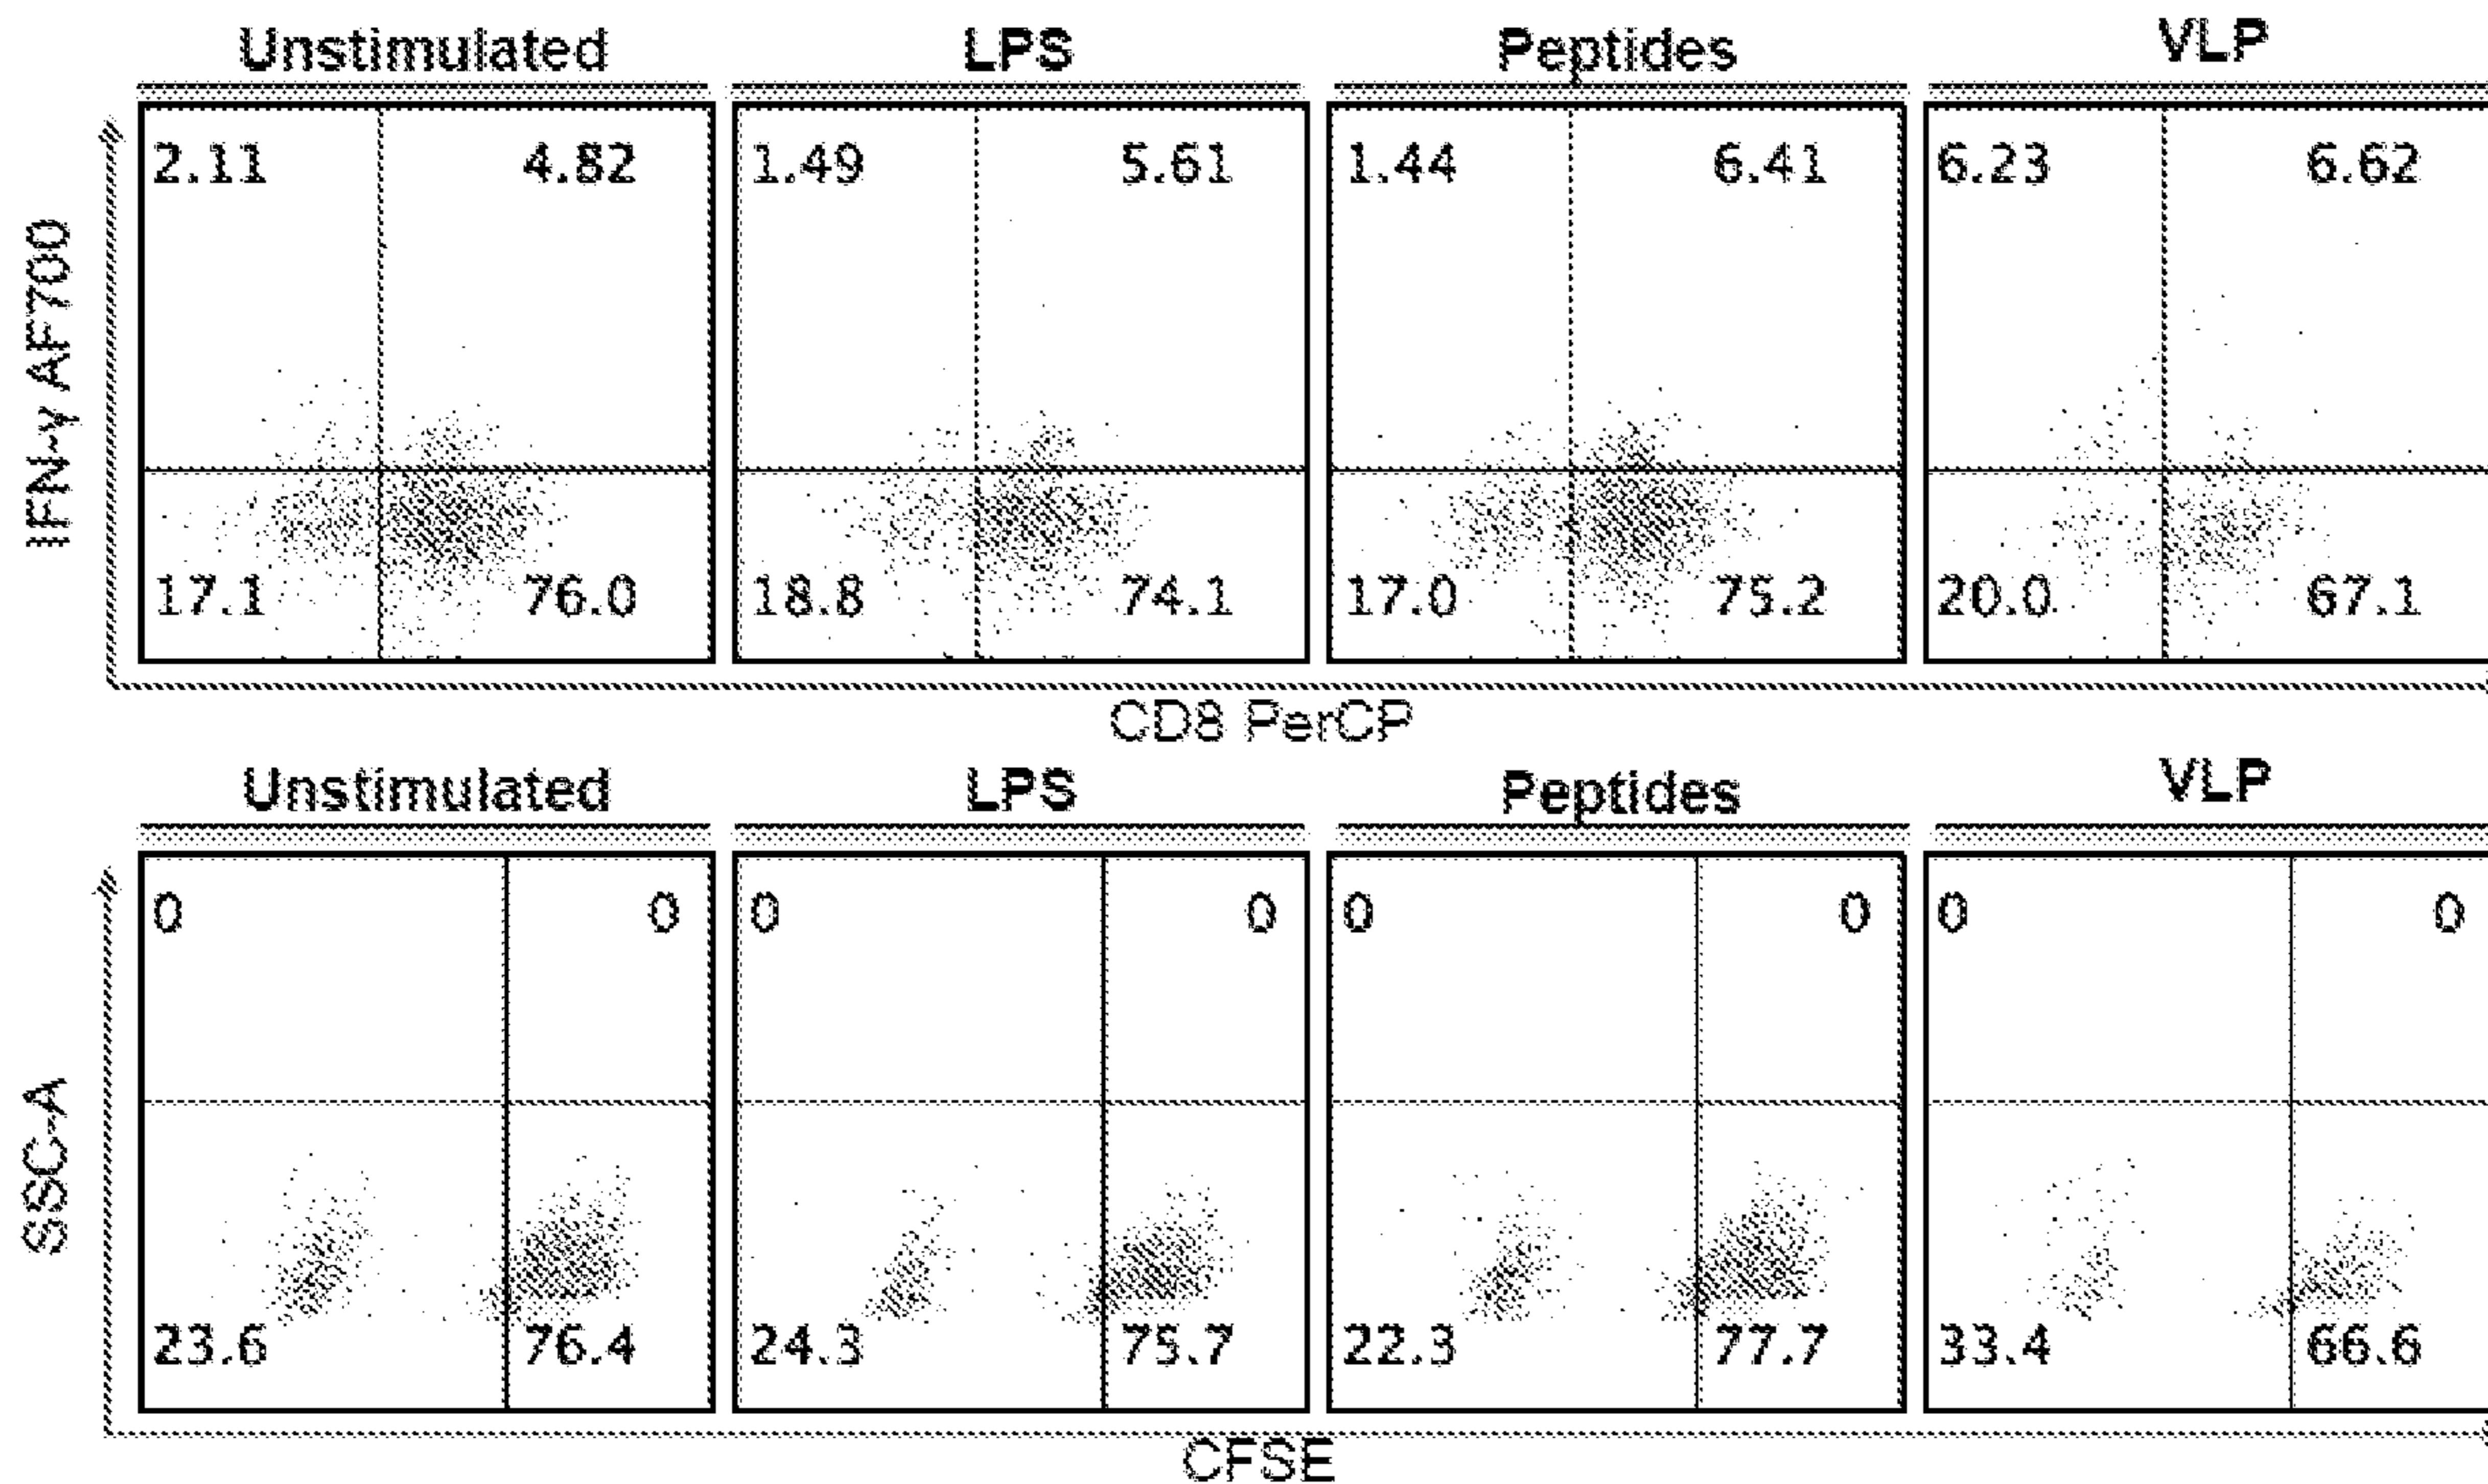 Unstimulated LPS Peptides VLP
2.11 4.82 1.49 5.61 1.44 6.41 6.23 6.62
IFN-γ AF700
17.1 76.0 18.8 74.1 17.0 75.2 20.0 67.1
CD8 PerCP
Unstimulated LPS Peptides VLP
0 0 0 0 0 0 0 0
SSC-A
23.6 76.4 24.3 75.7 22.3 77.7 33.4 66.6
CFSE